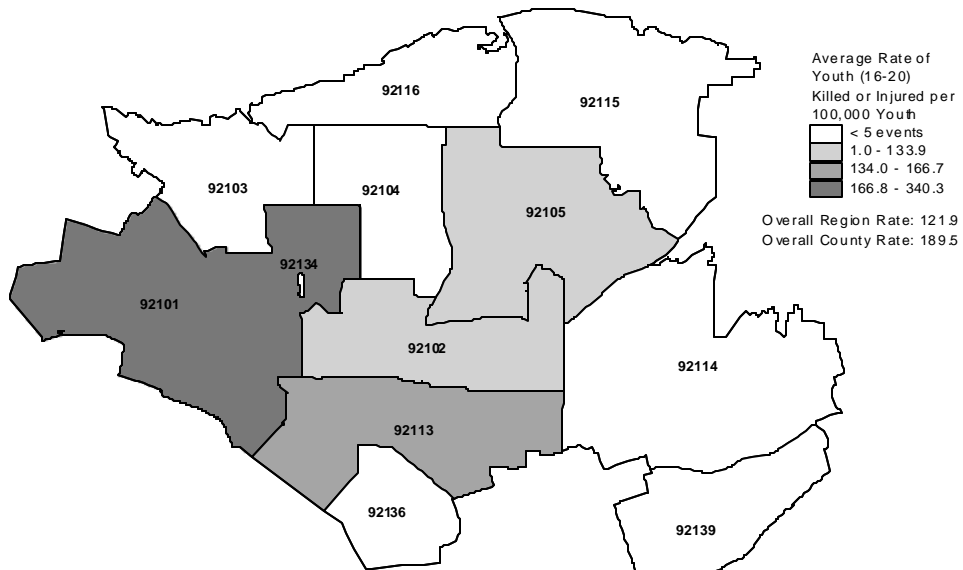 92116
92115
92103
92104
92105
92134
92101
92102
92114
92113
92136
92139
Average Rate of
Youth (16-20)
Killed or Injured per
100,000 Youth
< 5 events
1.0 - 133.9
134.0 - 166.7
166.8 - 340.3
Overall Region Rate: 121.9
Overall County Rate: 189.5